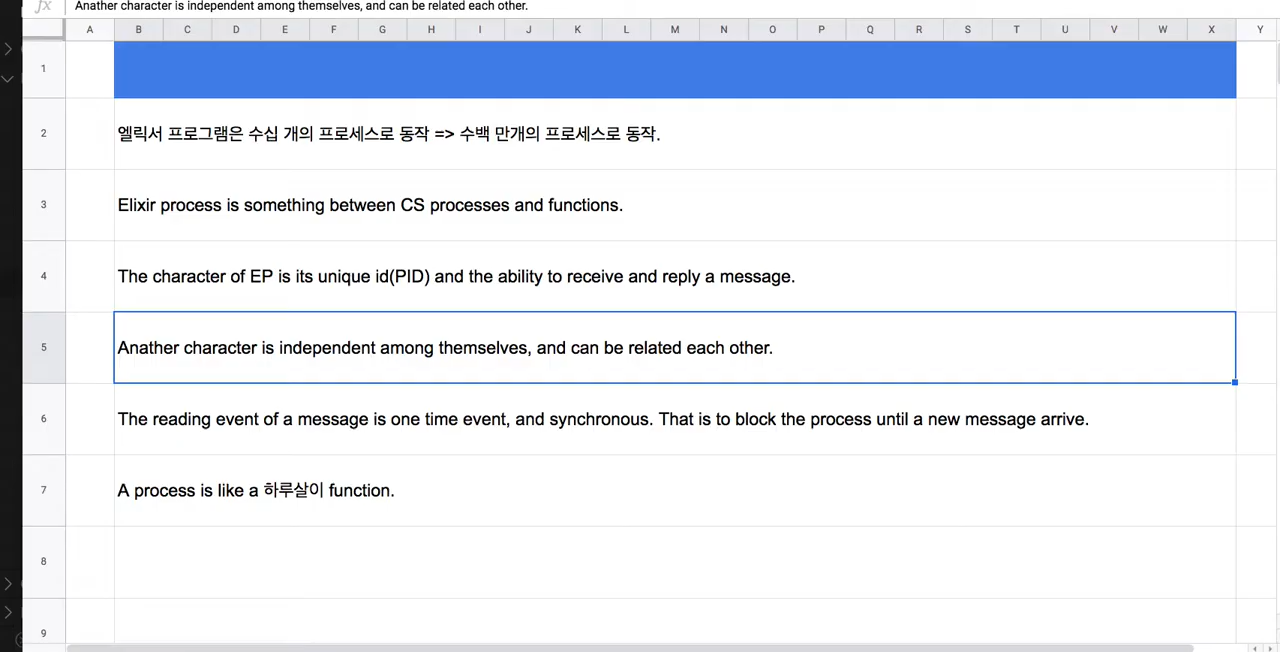 fx Anather character is independent among themselves, and can be related each other.
A B C D E F G H I J K L M N O P Q R S T U V W X Y
1
2 엘릭서 프로그램은 수십 개의 프로세스로 동작 => 수백 만개의 프로세스로 동작.
3 Elixir process is something between CS processes and functions.
4 The character of EP is its unique id(PID) and the ability to receive and reply a message.
5 Anather character is independent among themselves, and can be related each other.
6 The reading event of a message is one time event, and synchronous. That is to block the process until a new message arrive.
7 A process is like a 하루살이 function.
8
9